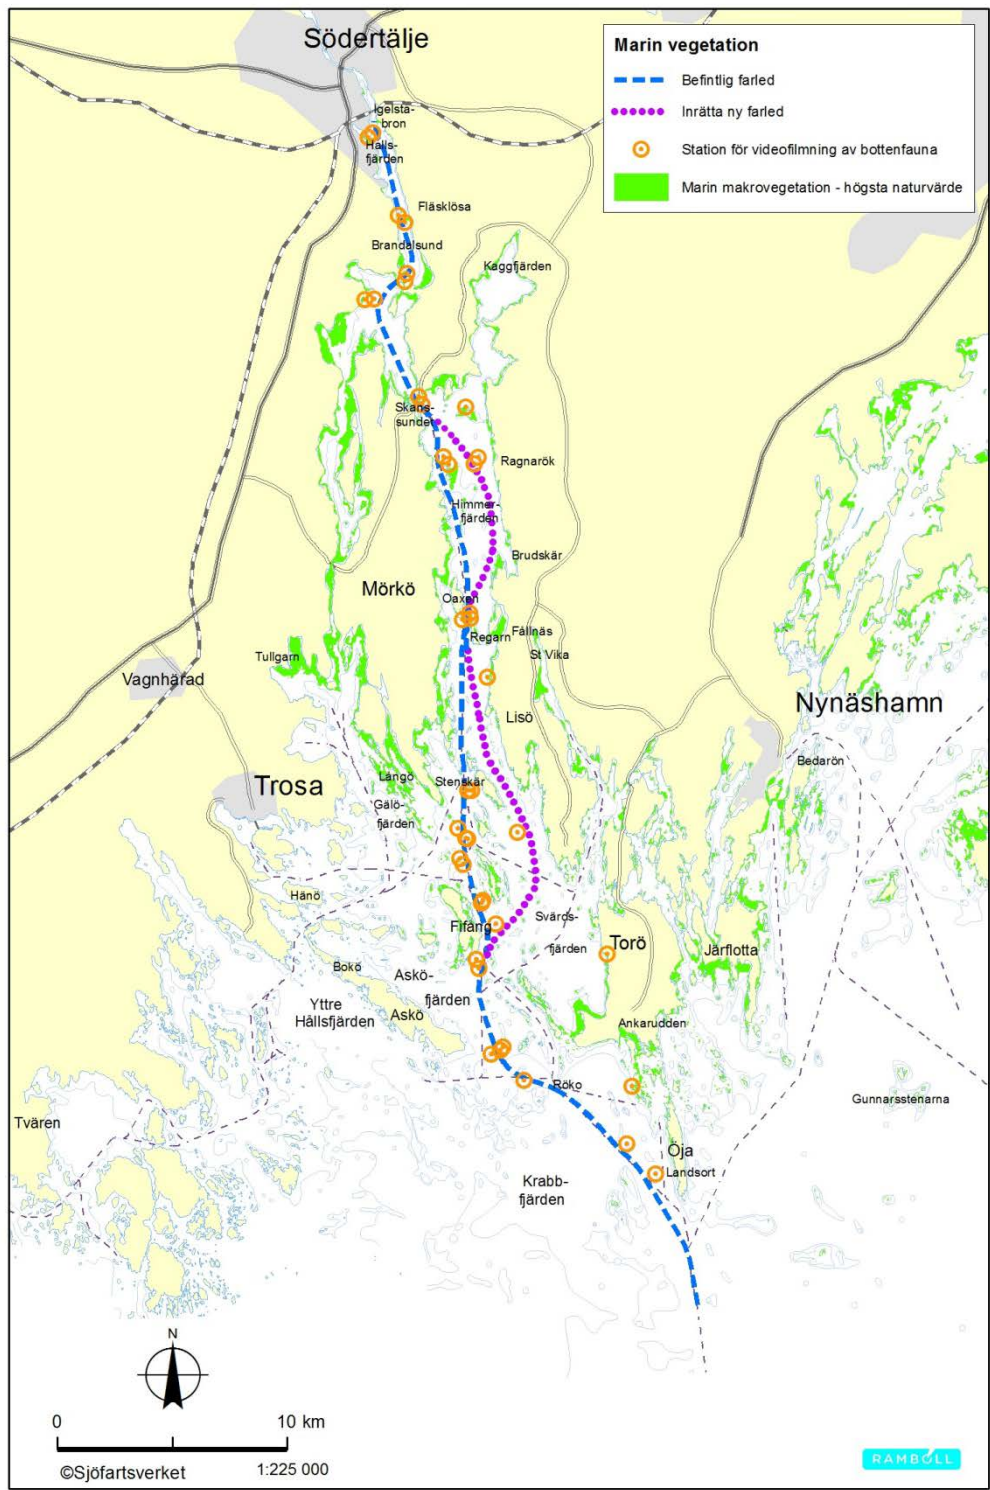 Södertälje
Marin vegetation
Befintlig farled
Inrätta ny farled
Station för videofilmning av bottenfauna
Marin makrovegetation - högsta naturvärde
Igelsta-
bron
Halls-
fjärden
Fläsklösa
Brandalsund
Kaggfjärden
Skans-
sundet
Ragnarök
Himmer-
fjärden
Brudskär
Mörkö
Oaxen
Regarn
Fållnäs
St Vika
Tullgarn
Vagnhärad
Lisö
Nynäshamn
Bedarön
Trosa
Långö
Stenskär
Gälö-
fjärden
Hånö
Fifång
Svärds-
fjärden
Torö
Järflotta
Bokö
Askö-
fjärden
Yttre
Hållsfjärden
Askö
Ankarudden
Röko
Gunnarsstenarna
Tvären
Öja
Landsort
Krabb-
fjärden
N
0 10 km
©Sjöfartsverket 1:225 000
RAMBOLL